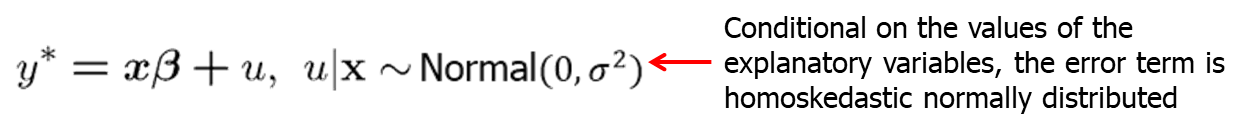 y* = xβ + u, u|x ~ Normal(0, σ²)
Conditional on the values of the
explanatory variables, the error term is
homoskedastic normally distributed